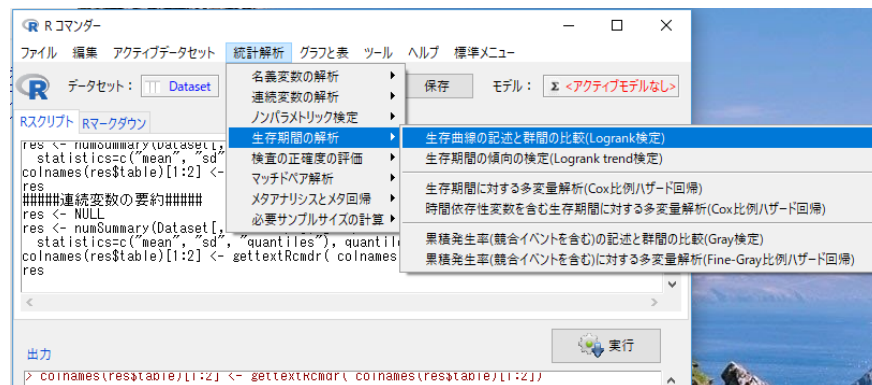 R コマンダー
ファイル 編集 アクティブデータセット 統計解析 グラフと表 ツール ヘルプ 標準メニュー
データセット: Dataset 保存 モデル: Σ <アクティブモデルなし>
Rスクリプト Rマークダウン
名義変数の解析
連続変数の解析
ノンパラメトリック検定
生存期間の解析
検査の正確度の評価
マッチドペア解析
メタアナリシスとメタ回帰
必要サンプルサイズの計算
生存曲線の記述と群間の比較(Logrank検定)
生存期間の傾向の検定(Logrank trend検定)
生存期間に対する多変量解析(Cox比例ハザード回帰)
時間依存性変数を含む生存期間に対する多変量解析(Cox比例ハザード回帰)
累積発生率(競合イベントを含む)の記述と群間の比較(Gray検定)
累積発生率(競合イベントを含む)に対する多変量解析(Fine-Gray比例ハザード回帰)
res <- numSummary(Dataset[,
statistics=c("mean", "sd"
colnames(res$table)[1:2] <-
res
#####連続変数の要約#####
res <- NULL
res <- numSummary(Dataset[,
statistics=c("mean", "sd", "quantiles"), quantil
colnames(res$table)[1:2] <- gettextRcmdr( colnames
res
実行
出力
> colnames(res$table)[1:2] <- gettextRcmdr( colnames(res$table)[1:2])